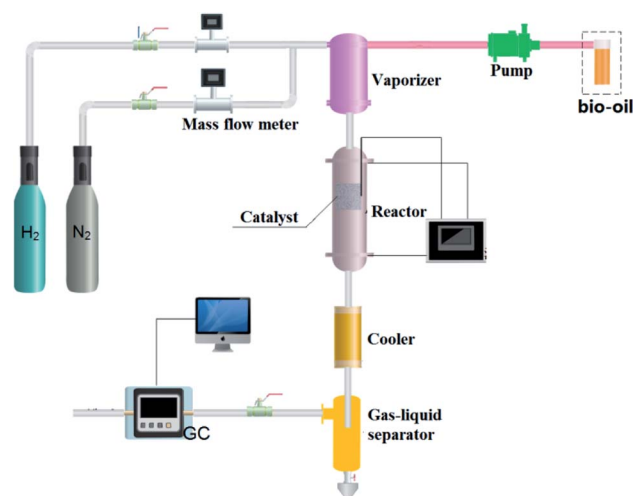 Vaporizer
Pump
bio-oil
Mass flow meter
H2
N2
Catalyst
Reactor
Cooler
GC
Gas-liquid
separator